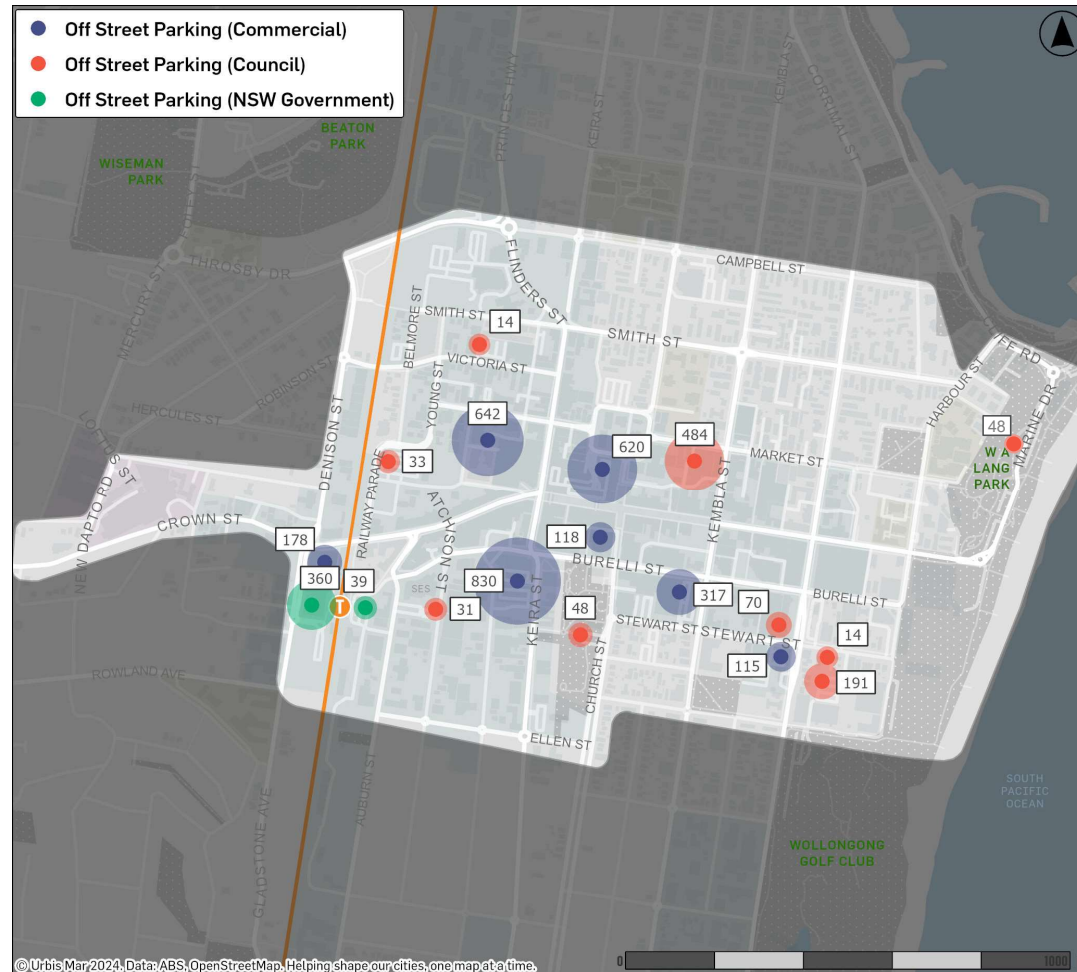 Off Street Parking (Commercial)
Off Street Parking (Council)
Off Street Parking (NSW Government)
BEATON
PARK
WISEMAN
PARK
FOLEY ST
PRINCES HWY
KEIRA ST
KEMBLA ST
CORRIMAL ST
THROSBY DR
MERCURY ST
FLINDERS ST
CAMPBELL ST
BELMORE ST
SMITH ST
14
SMITH ST
CLIFF RD
VICTORIA ST
ROBINSON ST
HERCULES ST
YOUNG ST
HARBOUR ST
MARINE DR
DENISON ST
LOFTUS ST
642
620
484
48
33
MARKET ST
W A
LANG
PARK
RAILWAY PARADE
ATCHISON ST
KEMBLA ST
NEW DAPTO RD
CROWN ST
178
118
BURELLI ST
360
39
830
KEIRA ST
317
BURELLI ST
SES
31
48
70
STEWART ST
STEWART ST
14
T
CHURCH ST
115
191
ROWLAND AVE
ELLEN ST
AUBURN ST
GLADSTONE AVE
SOUTH
PACIFIC
OCEAN
WOLLONGONG
GOLF CLUB
0
1000
© Urbis Mar 2024. Data: ABS, OpenStreetMap. Helping shape our cities, one map at a time.